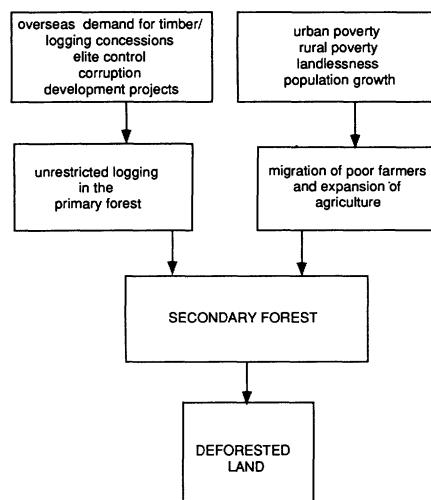 overseas demand for timber/
logging concessions
elite control
corruption
development projects
urban poverty
rural poverty
landlessness
population growth
unrestricted logging
in the
primary forest
migration of poor farmers
and expansion of
agriculture
SECONDARY FOREST
DEFORESTED
LAND